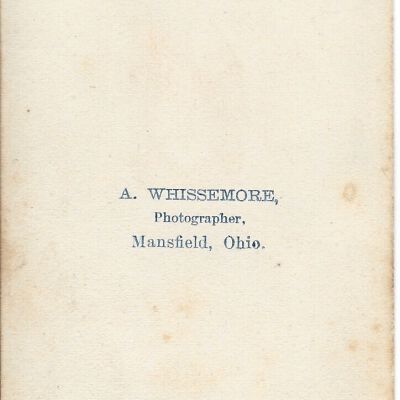 A. WHISSEMORE,
Photographer,
Mansfield, Ohio.